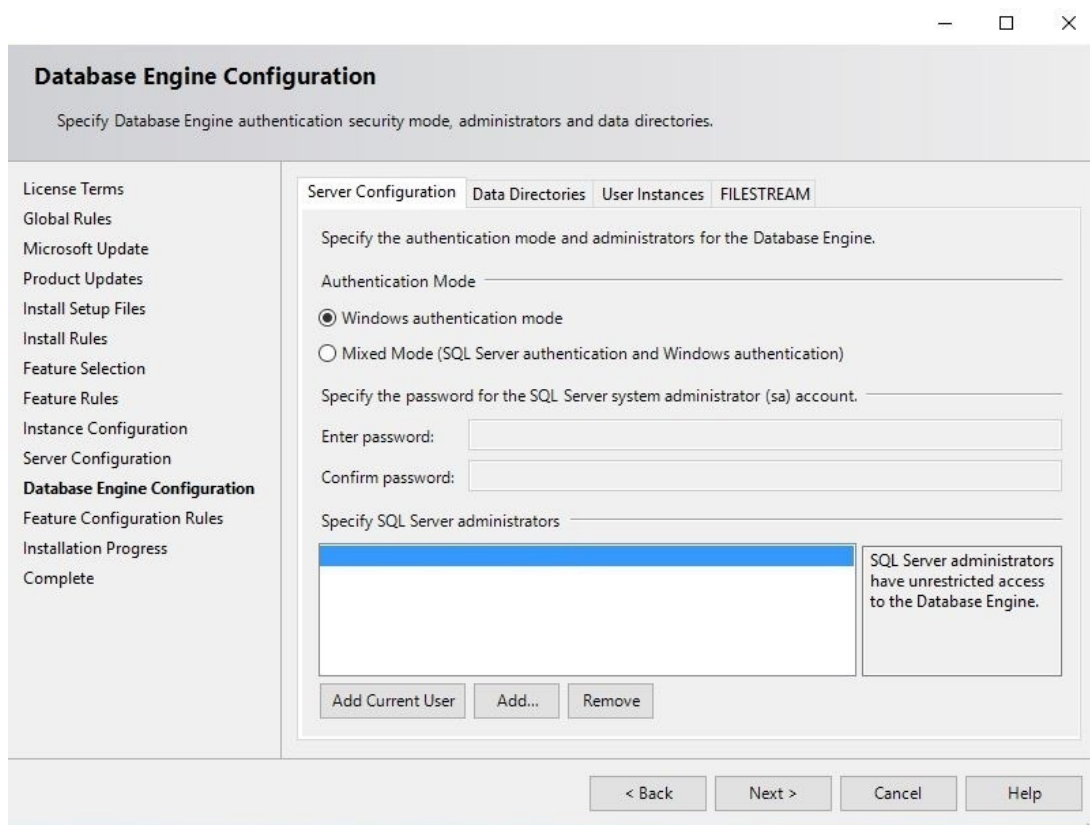 Database Engine Configuration
Specify Database Engine authentication security mode, administrators and data directories.
License Terms
Global Rules
Microsoft Update
Product Updates
Install Setup Files
Install Rules
Feature Selection
Feature Rules
Instance Configuration
Server Configuration
Database Engine Configuration
Feature Configuration Rules
Installation Progress
Complete
Server Configuration Data Directories User Instances FILESTREAM
Specify the authentication mode and administrators for the Database Engine.
Authentication Mode
Windows authentication mode
Mixed Mode (SQL Server authentication and Windows authentication)
Specify the password for the SQL Server system administrator (sa) account.
Enter password:
Confirm password:
Specify SQL Server administrators
SQL Server administrators
have unrestricted access
to the Database Engine.
Add Current User Add... Remove
< Back Next > Cancel Help